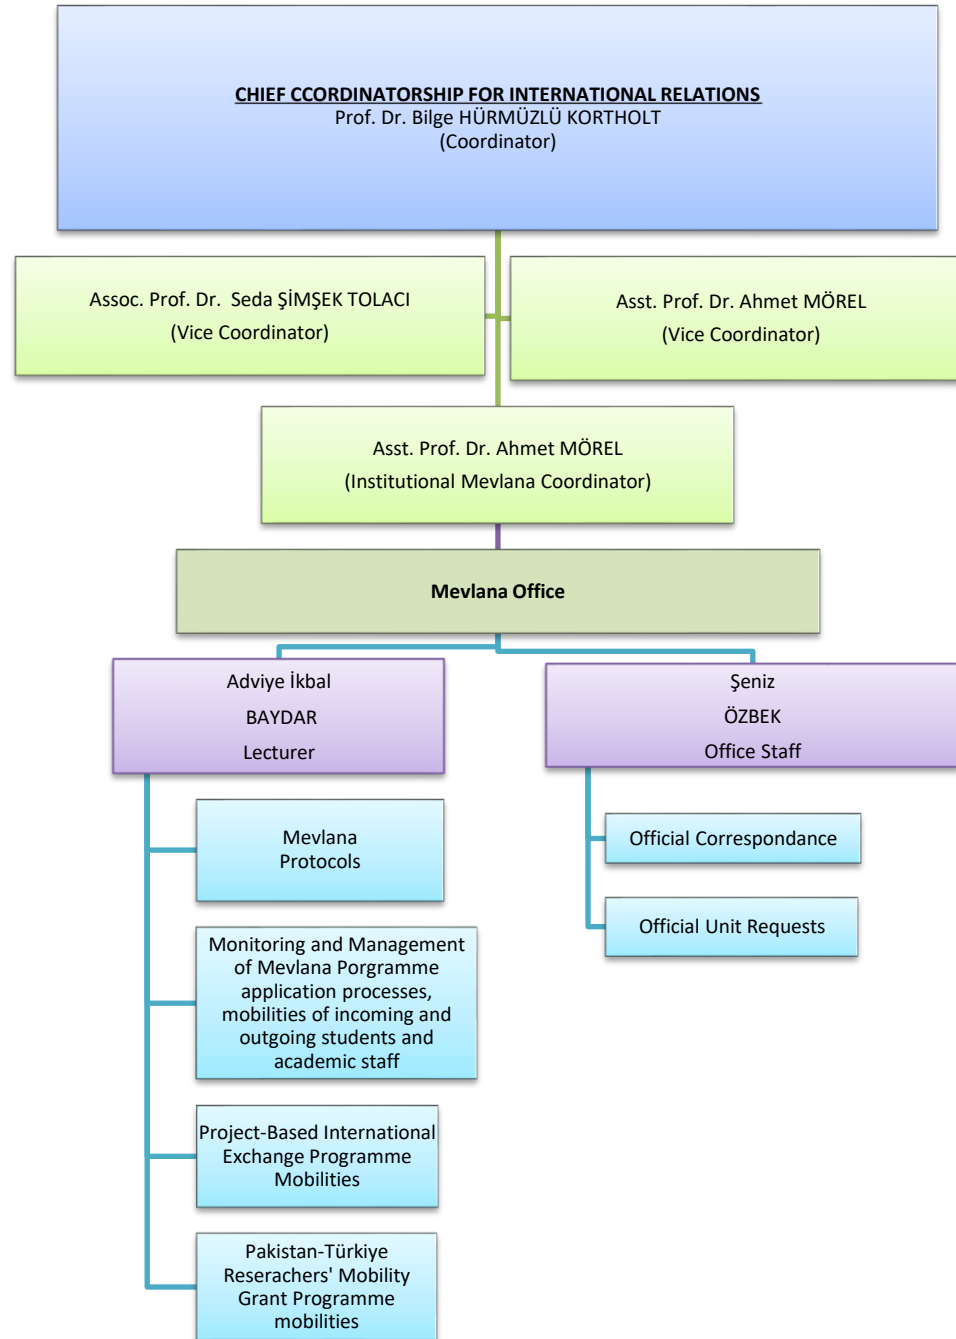 CHIEF CCORDINATORSHIP FOR INTERNATIONAL RELATIONS
Prof. Dr. Bilge HÜRMÜZLÜ KORTHOLT
(Coordinator)
Assoc. Prof. Dr. Seda ŞİMŞEK TOLACI
(Vice Coordinator)
Asst. Prof. Dr. Ahmet MÖREL
(Vice Coordinator)
Asst. Prof. Dr. Ahmet MÖREL
(Institutional Mevlana Coordinator)
Mevlana Office
Adviye İkbal
BAYDAR
Lecturer
Şeniz
ÖZBEK
Office Staff
Mevlana
Protocols
Monitoring and Management
of Mevlana Porgramme
application processes,
mobilities of incoming and
outgoing students and
academic staff
Project-Based International
Exchange Programme
Mobilities
Pakistan-Türkiye
Reserachers' Mobility
Grant Programme
mobilities
Official Correspondance
Official Unit Requests